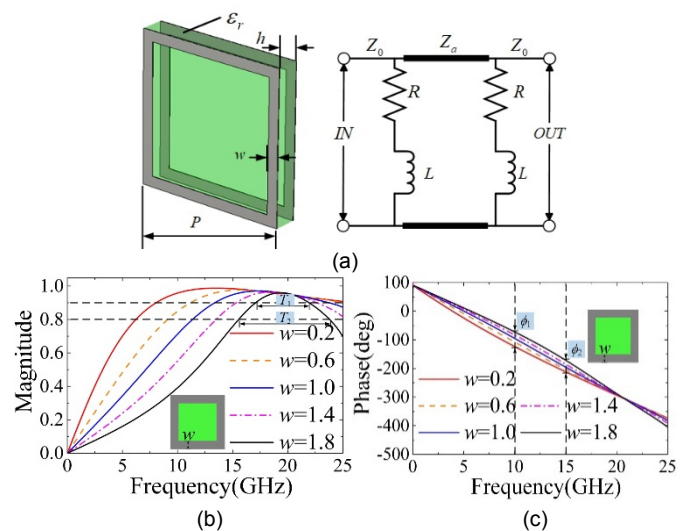 εr
h
w
P
Z0 Za Z0
R R
IN OUT
L L
(a)
Magnitude
1.0
0.8
0.6
0.4
0.2
0.0
T1
T2
w=0.2
w=0.6
w=1.0
w=1.4
w=1.8
w
0 5 10 15 20 25
Frequency(GHz)
(b)
Phase(deg)
100
0
-100
-200
-300
-400
-500
ϕ1
ϕ2
w
w=0.2
w=0.6 w=1.4
w=1.0 w=1.8
0 5 10 15 20 25
Frequency(GHz)
(c)